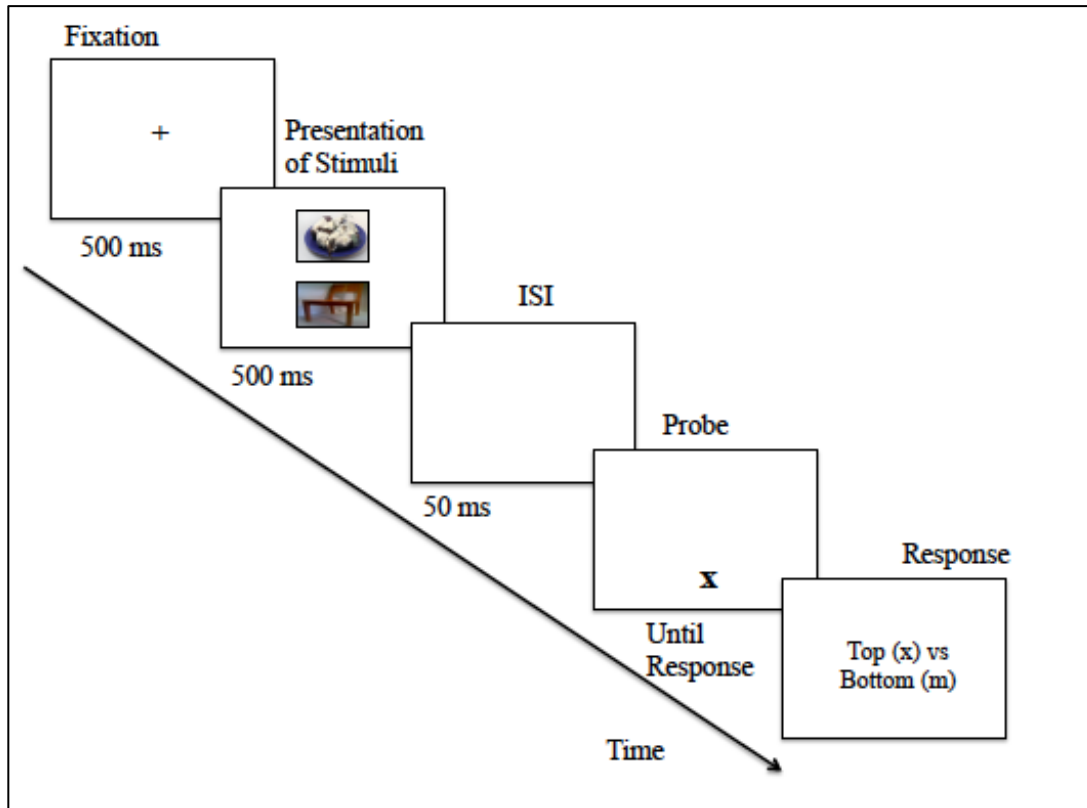 Fixation
+
Presentation
of Stimuli
500 ms
ISI
500 ms
Probe
50 ms
x
Response
Until
Response
Top (x) vs
Bottom (m)
Time